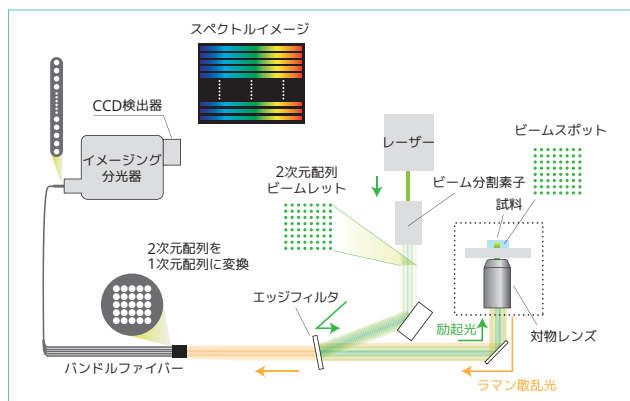 スペクトルイメージ
CCD検出器
イメージング
分光器
レーザー
ビームスポット
2次元配列
ビームレット
ビーム分割素子
試料
2次元配列を
1次元配列に変換
エッジフィルタ
励起光
対物レンズ
バンドルファイバー
ラマン散乱光